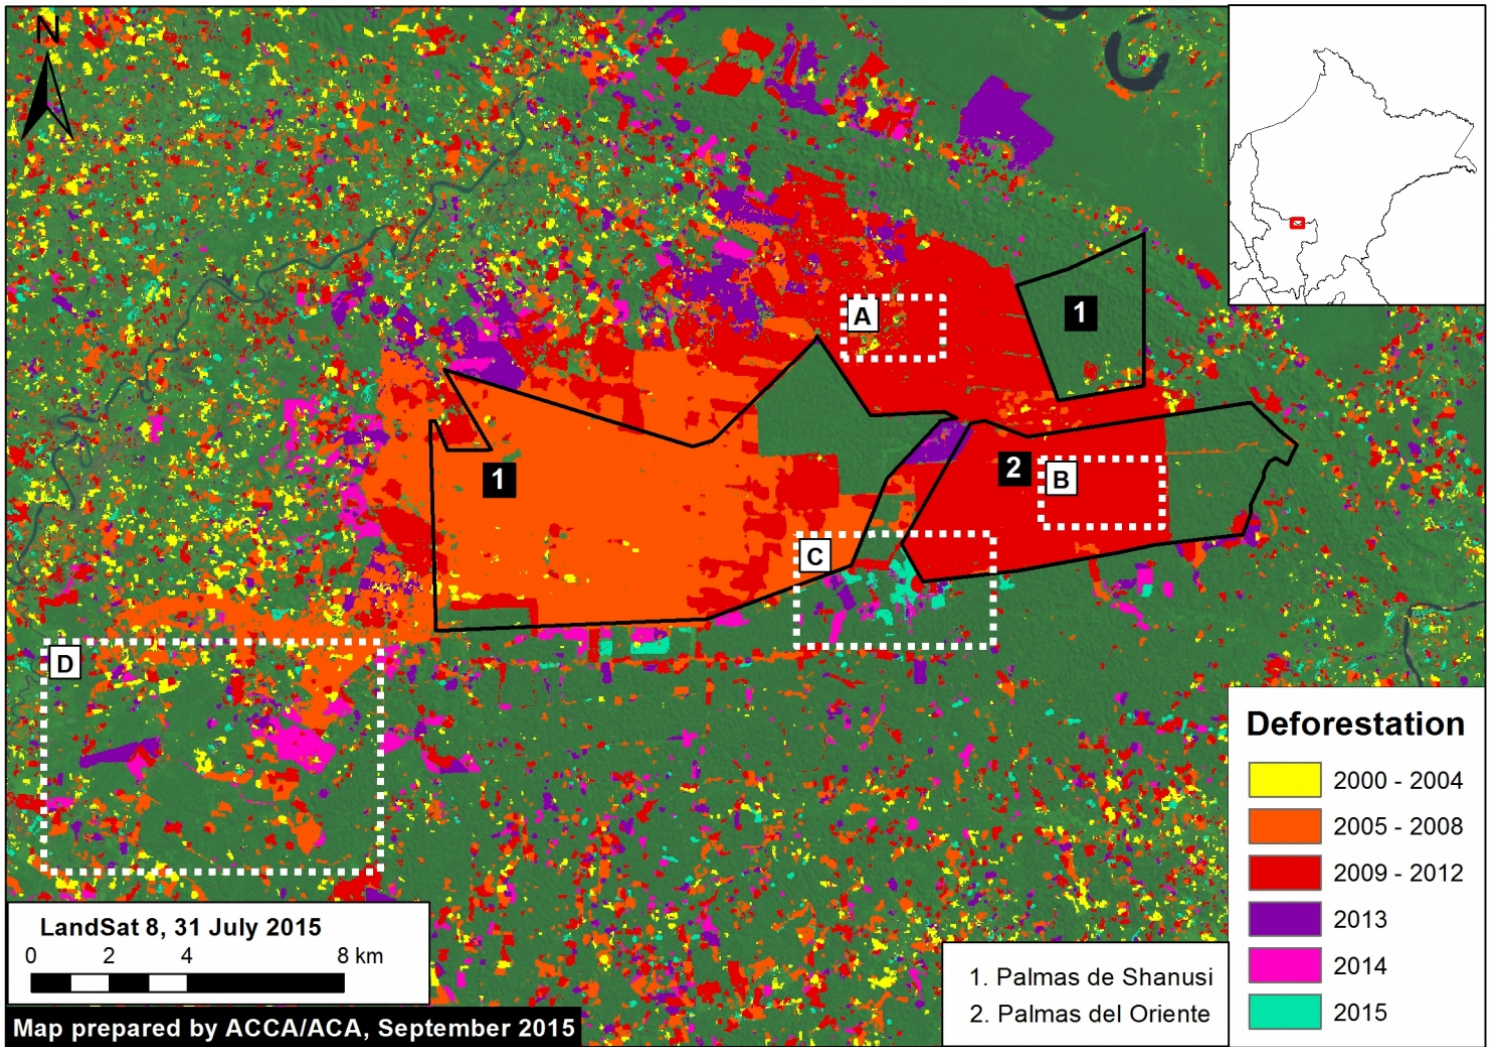 N
A
1
1
2
B
C
D
Deforestation
2000 - 2004
2005 - 2008
2009 - 2012
2013
2014
2015
LandSat 8, 31 July 2015
0 2 4 8 km
1. Palmas de Shanusi
2. Palmas del Oriente
Map prepared by ACCA/ACA, September 2015